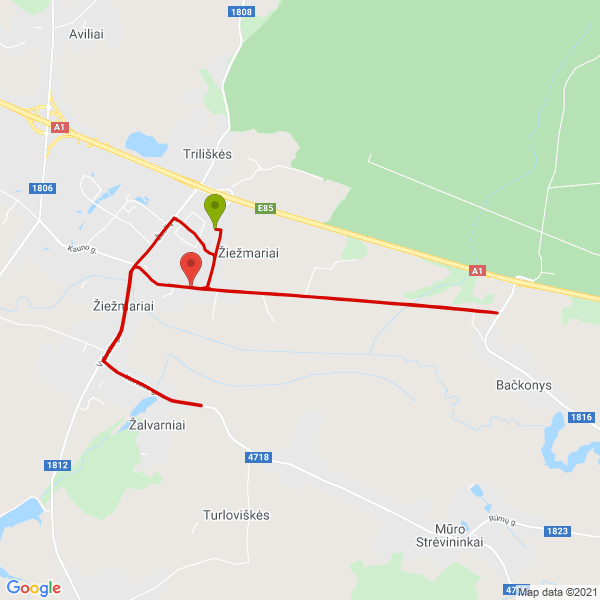 1808
Aviliai
A1
Triliškės
1806
E85
Kauno g.
Žiežmariai
A1
Žiežmariai
Bačkonys
1816
Žalvarniai
4718
1812
Turloviškės
Rūmų g.
Mūro
Strėvininkai
1823
Google
Map data ©2021